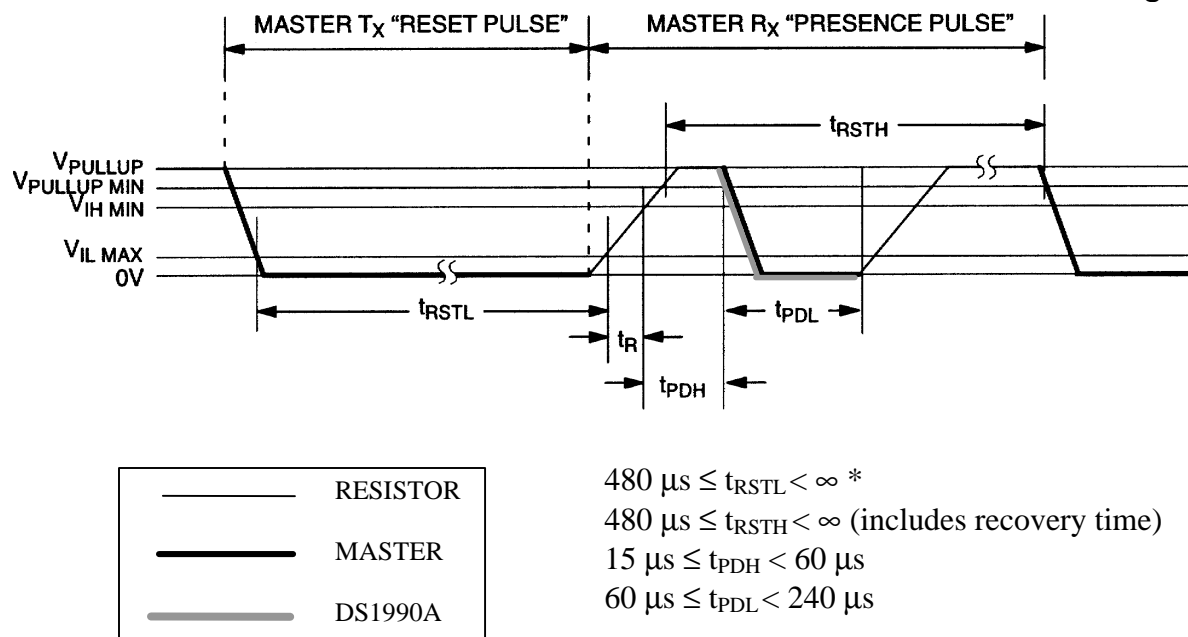 MASTER TX “RESET PULSE”
MASTER RX “PRESENCE PULSE”
tRSTH
VPULLUP
VPULLUP MIN
VIH MIN
VIL MAX
0V
tRSTL
tPDL
tR
tPDH
RESISTOR
MASTER
DS1990A
480 μs ≤ tRSTL < ∞ *
480 μs ≤ tRSTH < ∞ (includes recovery time)
15 μs ≤ tPDH < 60 μs
60 μs ≤ tPDL < 240 μs